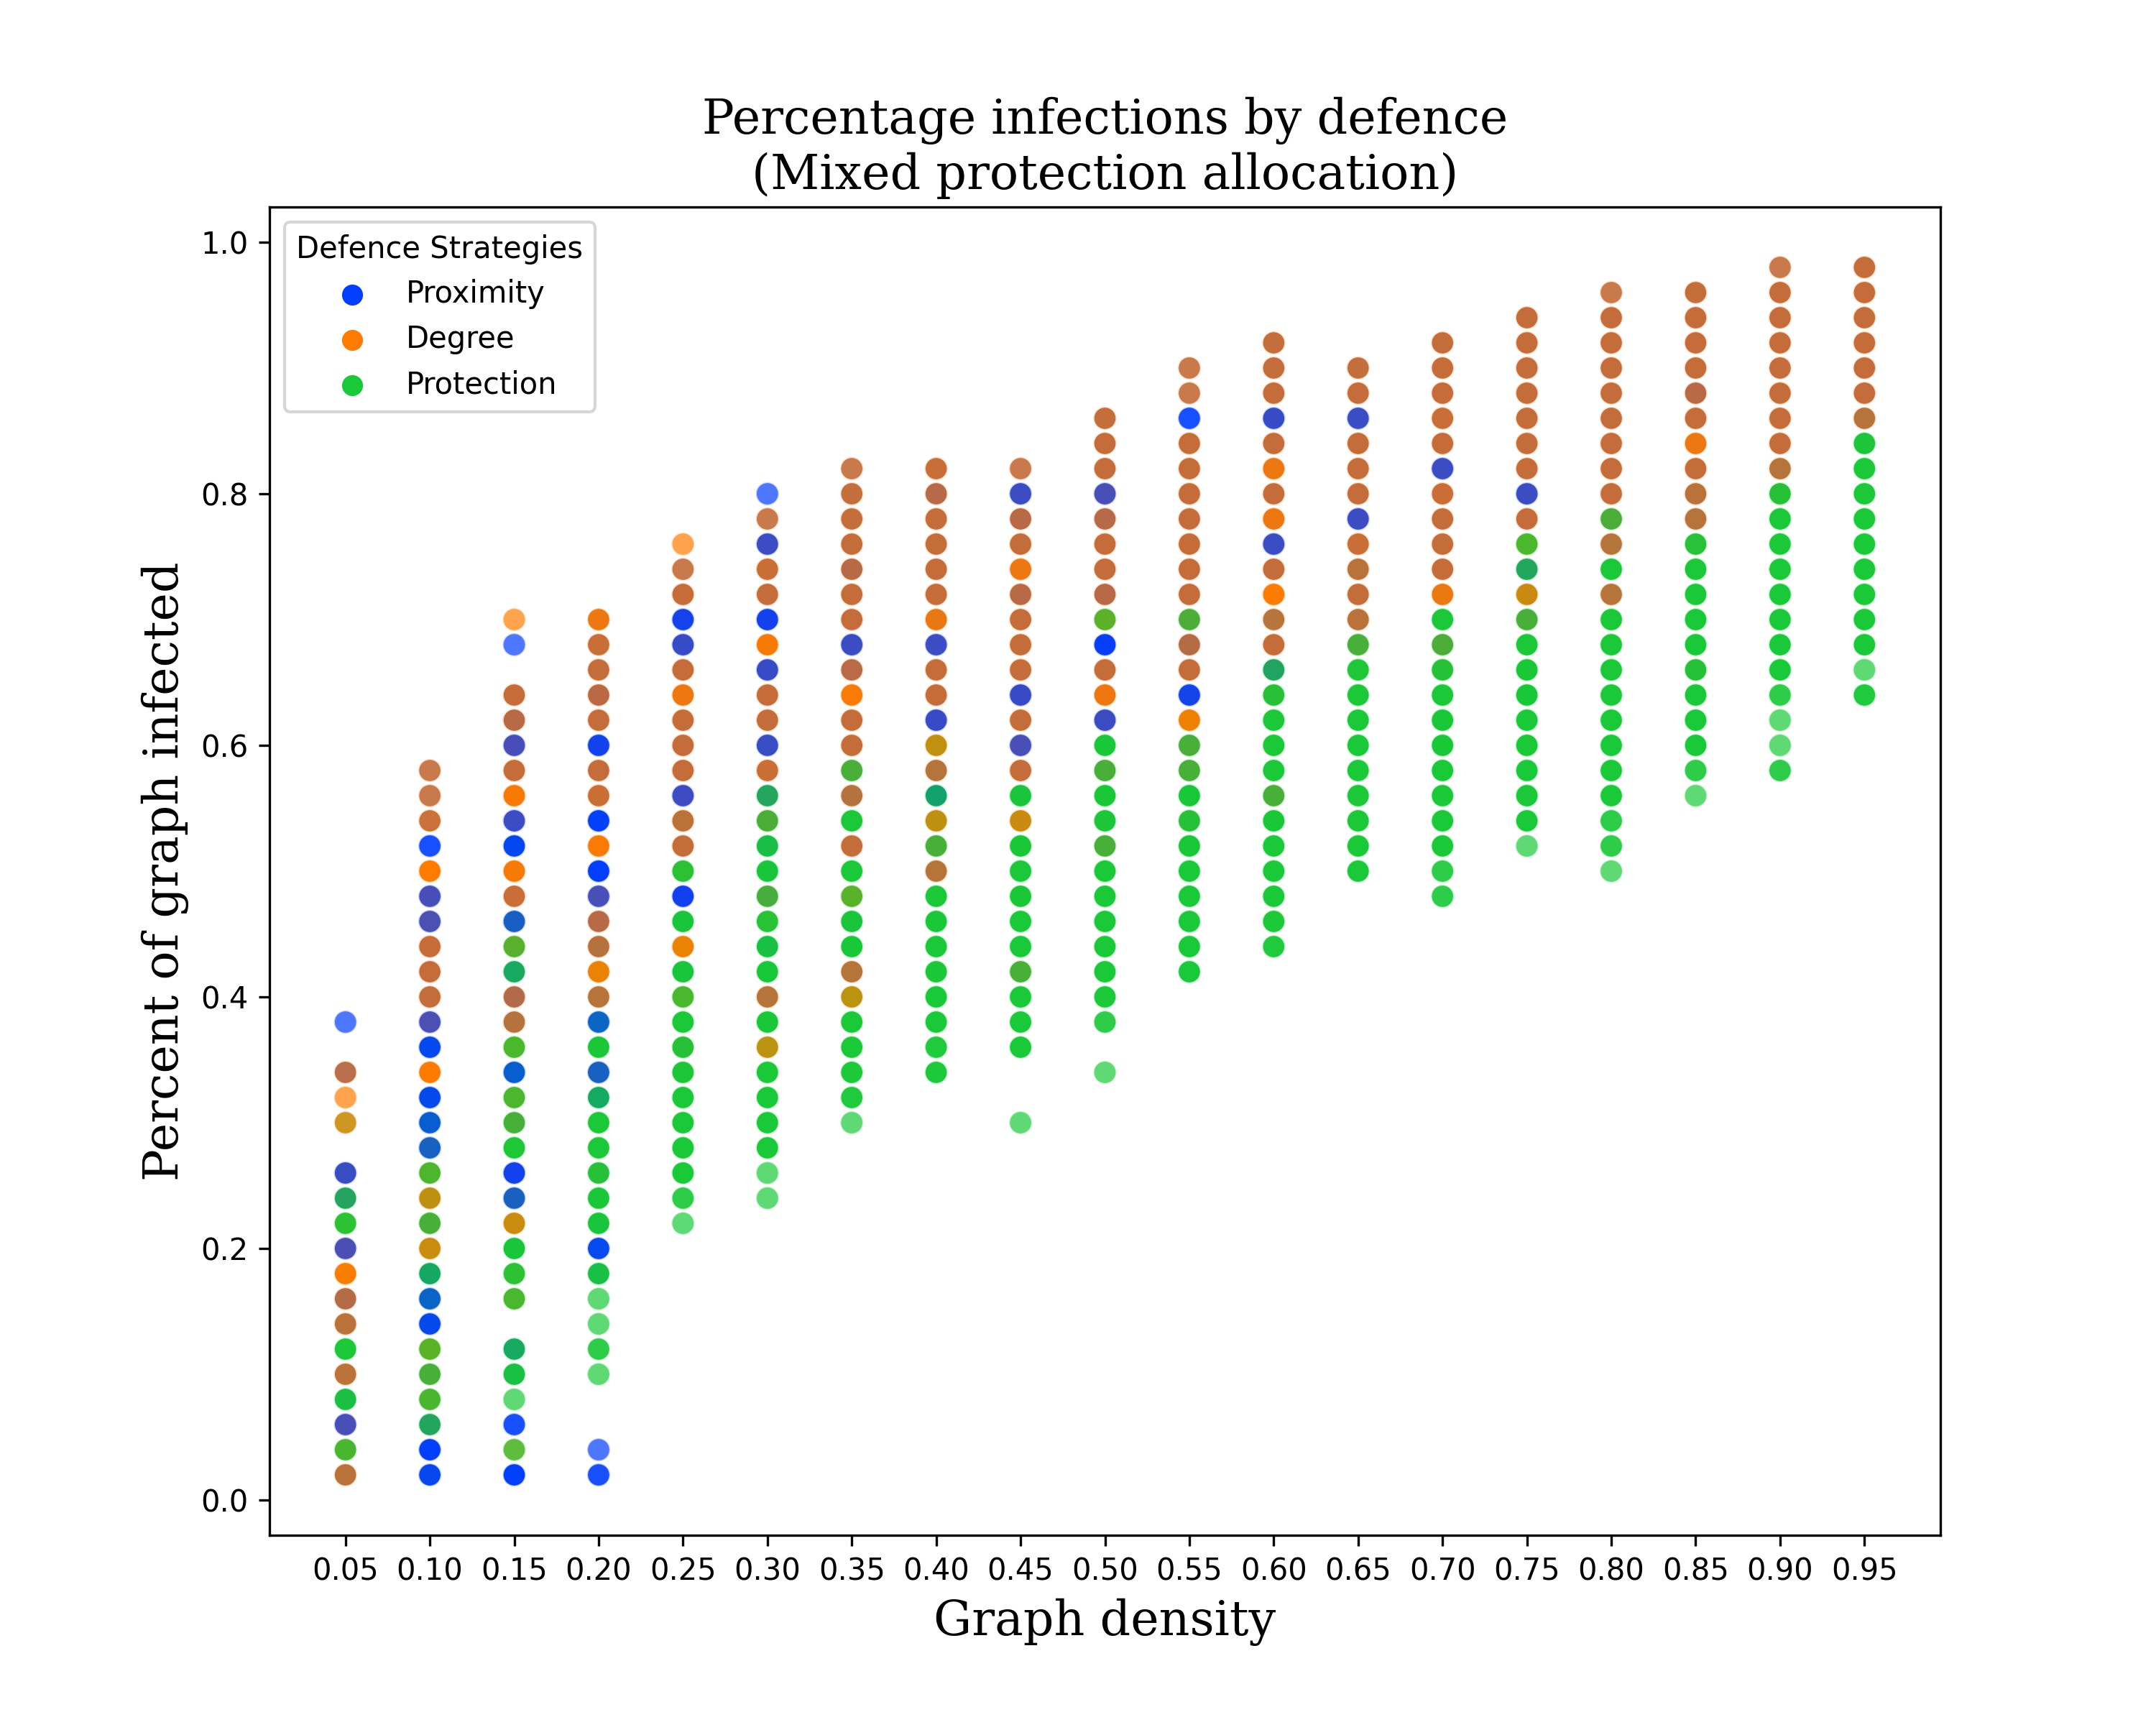 Percentage infections by defence
(Mixed protection allocation)
Defence Strategies
Proximity
Degree
Protection
1.0
0.8
0.6
0.4
0.2
0.0
Percent of graph infected
0.05 0.10 0.15 0.20 0.25 0.30 0.35 0.40 0.45 0.50 0.55 0.60 0.65 0.70 0.75 0.80 0.85 0.90 0.95
Graph density